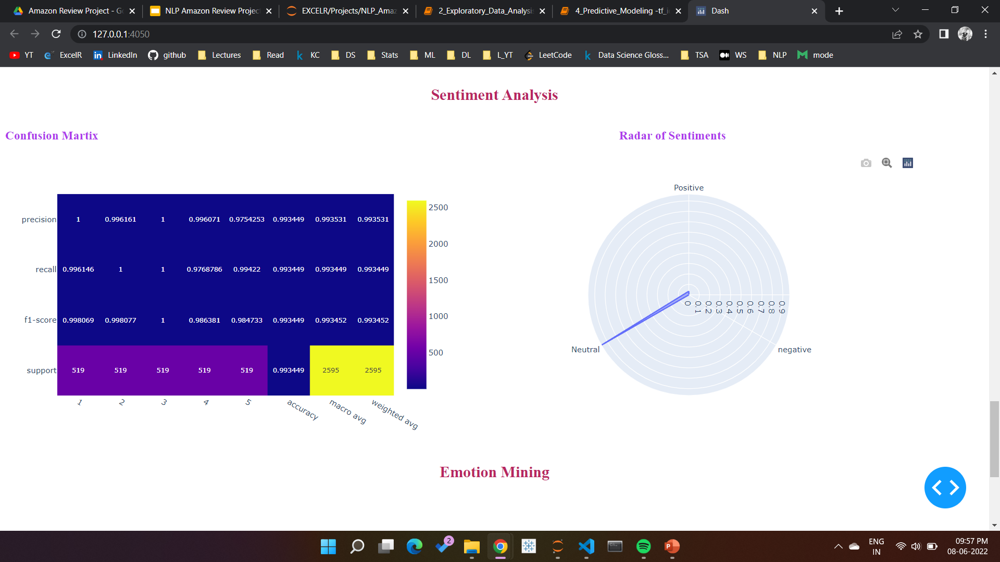 Amazon Review Project - G
NLP Amazon Review Projec
EXCELR/Projects/NLP_Amaz
2_Exploratory_Data_Analysis
4_Predictive_Modeling -tf_i
Dash
127.0.0.1:4050
YT ExcelR LinkedIn github Lectures Read KC DS Stats ML DL L_YT LeetCode Data Science Gloss... TSA WS NLP mode
Sentiment Analysis
Confusion Martix
Radar of Sentiments
precision 1 0.996161 1 0.996071 0.9754253 0.993449 0.993531 0.993531
recall 0.996146 1 1 0.9768786 0.99422 0.993449 0.993449 0.993449
f1-score 0.998069 0.998077 1 0.986381 0.984733 0.993449 0.993452 0.993452
support 519 519 519 519 519 0.993449 2595 2595
1 2 3 4 5 accuracy macro avg weighted avg
2500
2000
1500
1000
500
Positive
0 0.1 0.2 0.3 0.4 0.5 0.6 0.7 0.8 0.9
Neutral
negative
Emotion Mining
2
ENG
IN
09:57 PM
08-06-2022